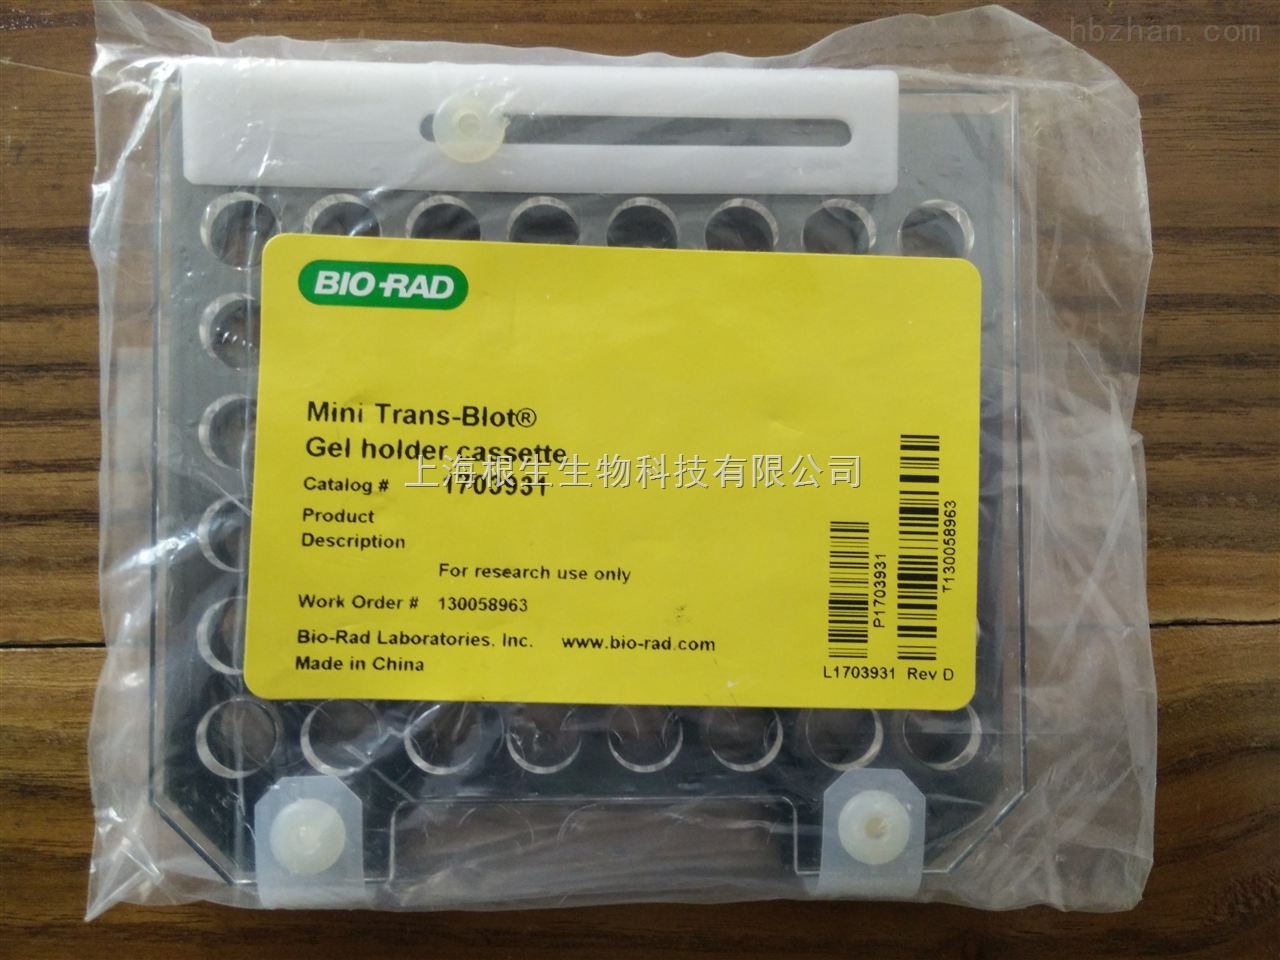 hbzhan.com
BIO-RAD
Mini Trans-Blot®
Gel holder cassette
上海根生生物科技有限公司
Catalog # 1703931
Product
Description
For research use only
Work Order # 130058963
Bio-Rad Laboratories, Inc. www.bio-rad.com
Made in China
P1703931
T130058963
L1703931 Rev D